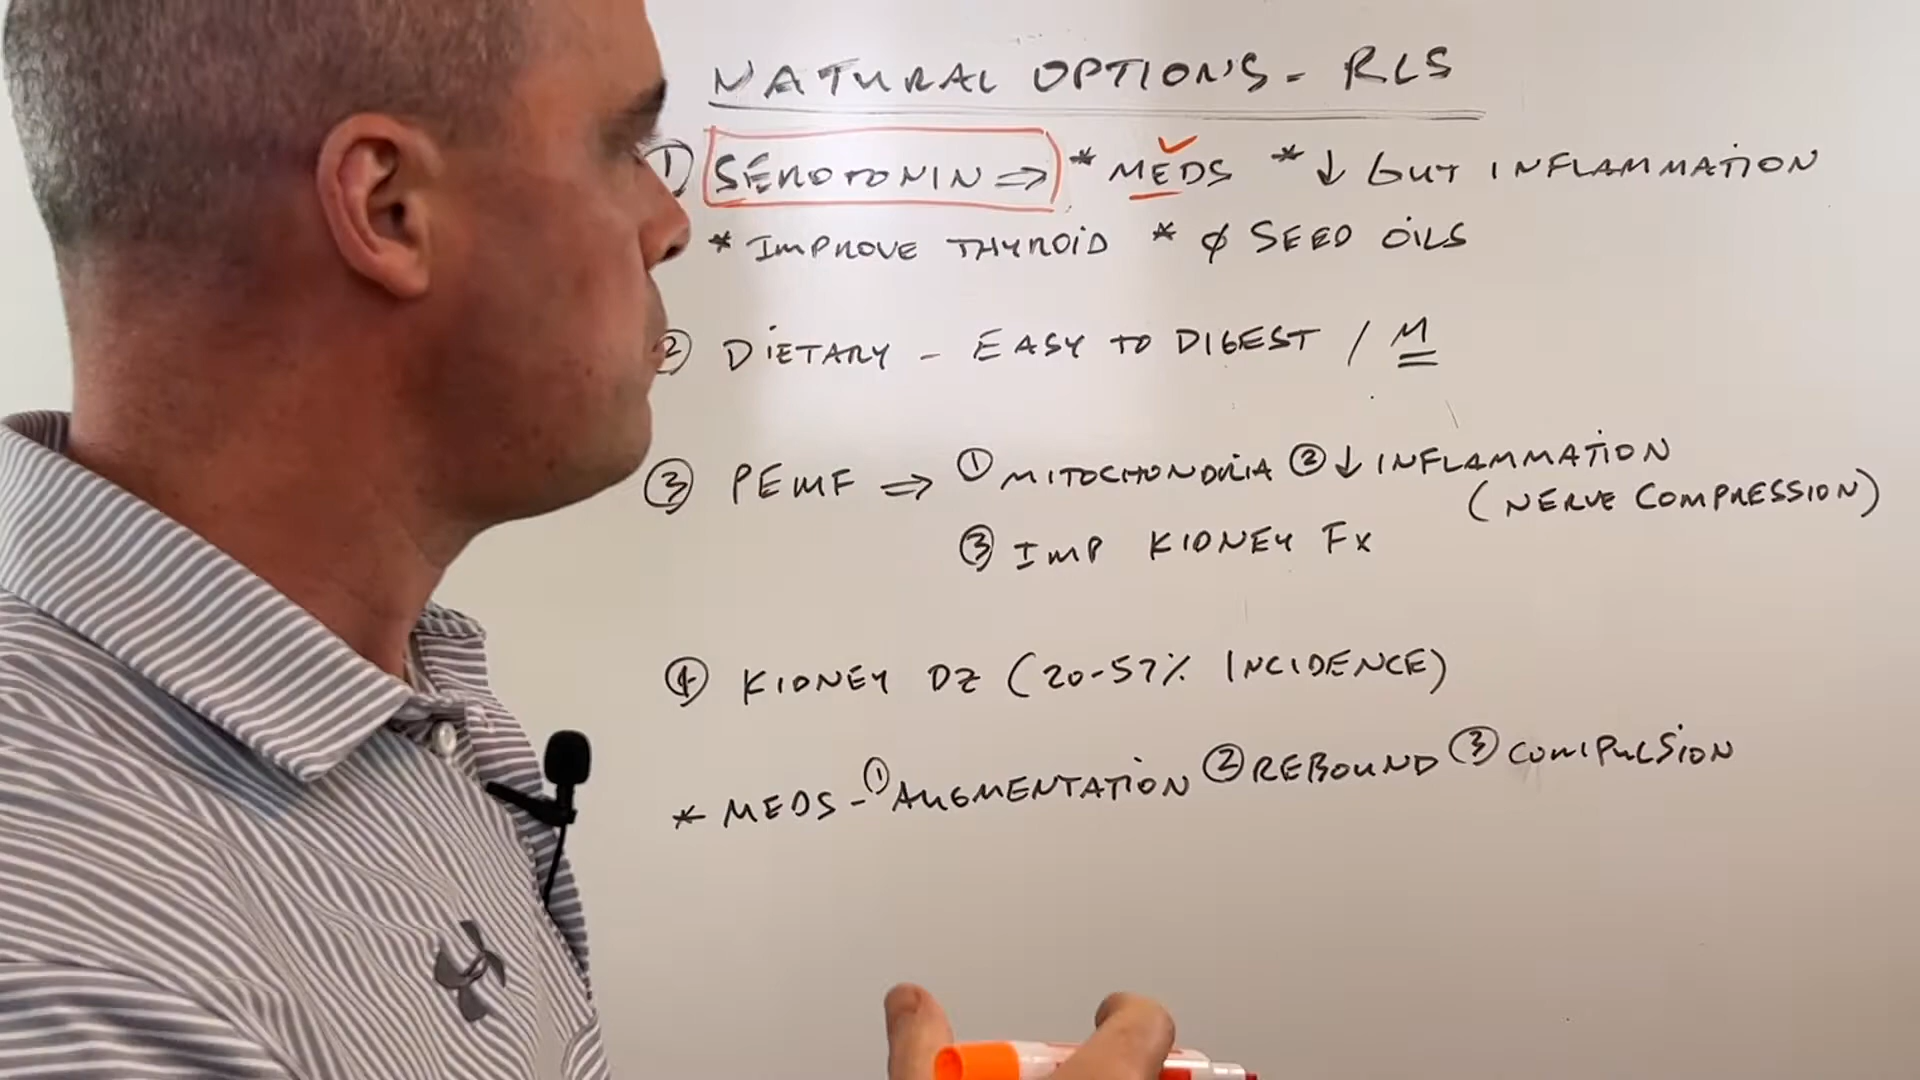 NATURAL OPTION'S - RLS
① SEROTONIN ⇒ * MEDS * ↓ GUT INFLAMMATION
* IMPROVE THYROID * ∅ SEED OILS
② DIETARY - EASY TO DIGEST / M
③ PEMF ⇒ ① MITOCHONDRIA ② ↓ INFLAMMATION
(NERVE COMPRESSION)
③ IMP KIDNEY FX
④ KIDNEY DZ (20-57% INCIDENCE)
* MEDS - ① AUGMENTATION ② REBOUND ③ COMPULSION